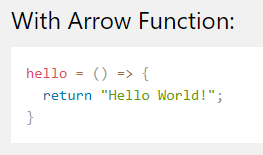 With Arrow Function:
hello = () => {
  return "Hello World!";
}